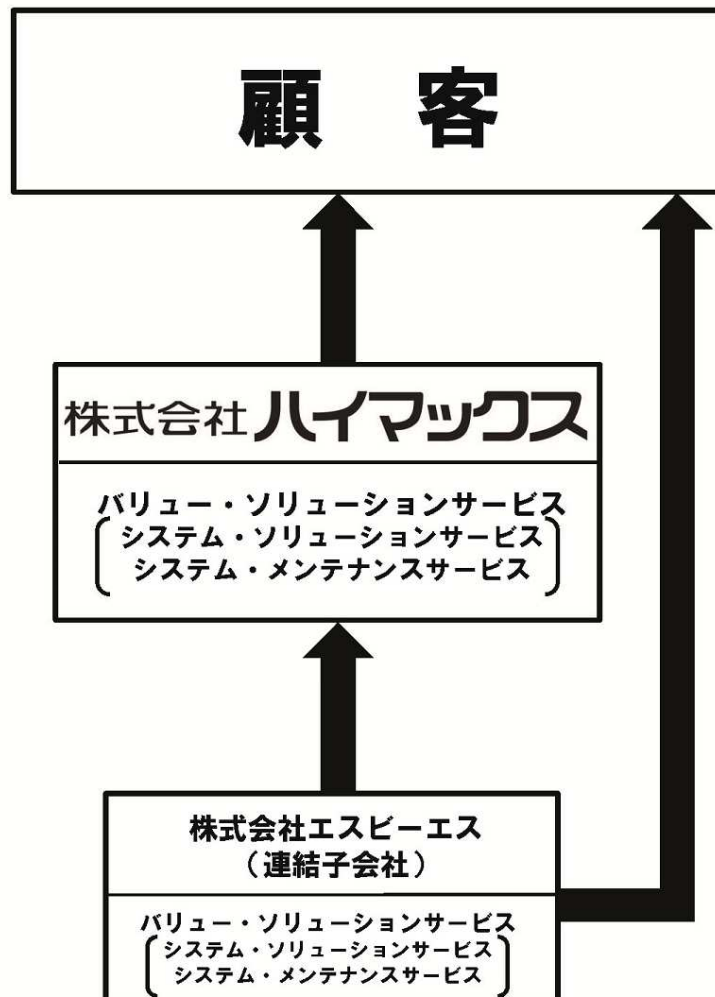 顧 客
株式会社ハイマックス
バリュー・ソリューションサービス
システム・ソリューションサービス
システム・メンテナンスサービス
株式会社エスビーエス
(連結子会社)
バリュー・ソリューションサービス
システム・ソリューションサービス
システム・メンテナンスサービス